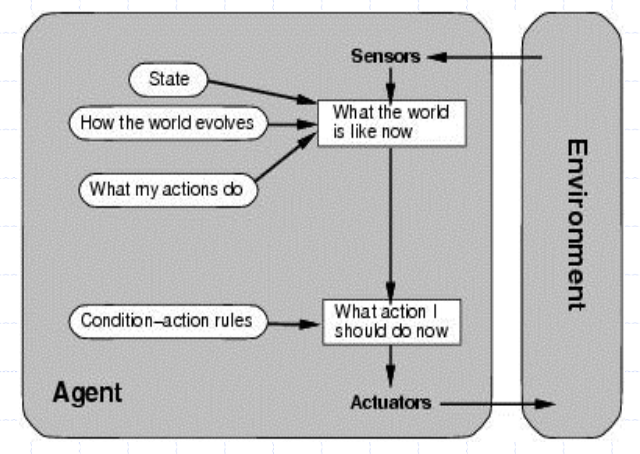 Sensors
State
What the world
is like now
How the world evolves
What my actions do
Environment
What action I
should do now
Condition–action rules
Agent
Actuators